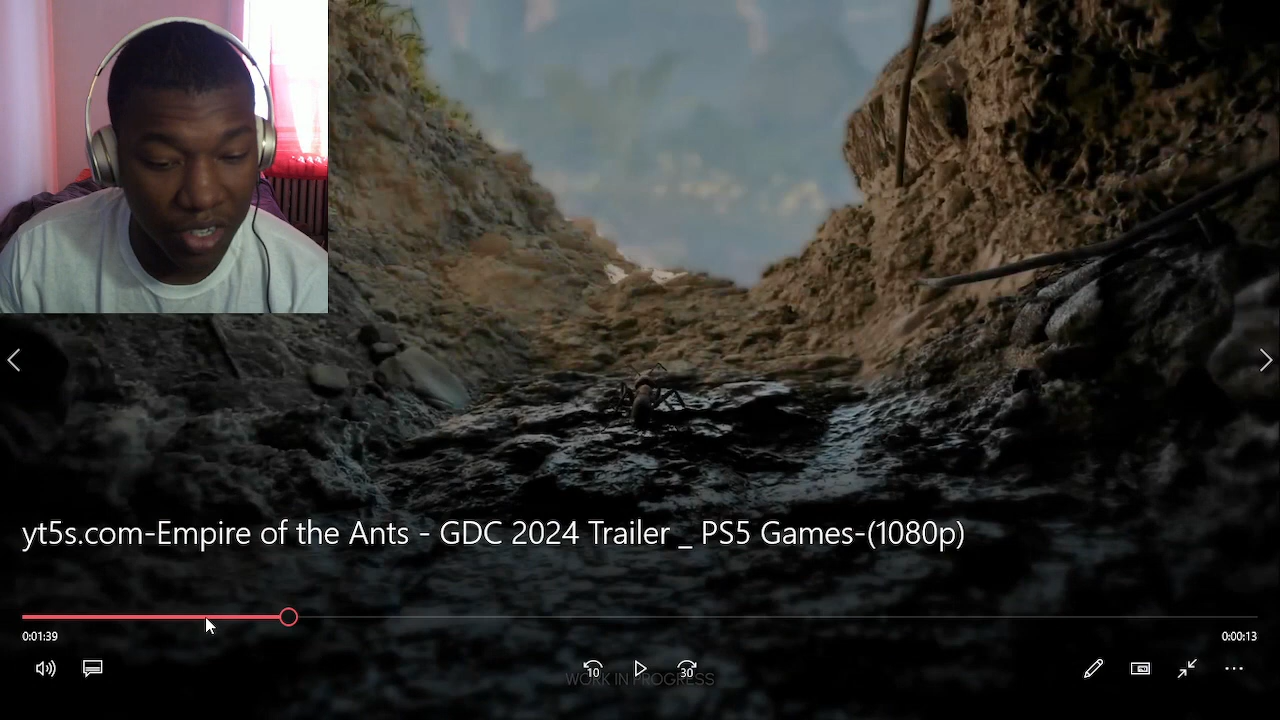 yt5s.com-Empire of the Ants - GDC 2024 Trailer _ PS5 Games-(1080p)
0:01:39
0:00:13
10
30
WORK IN PROGRESS